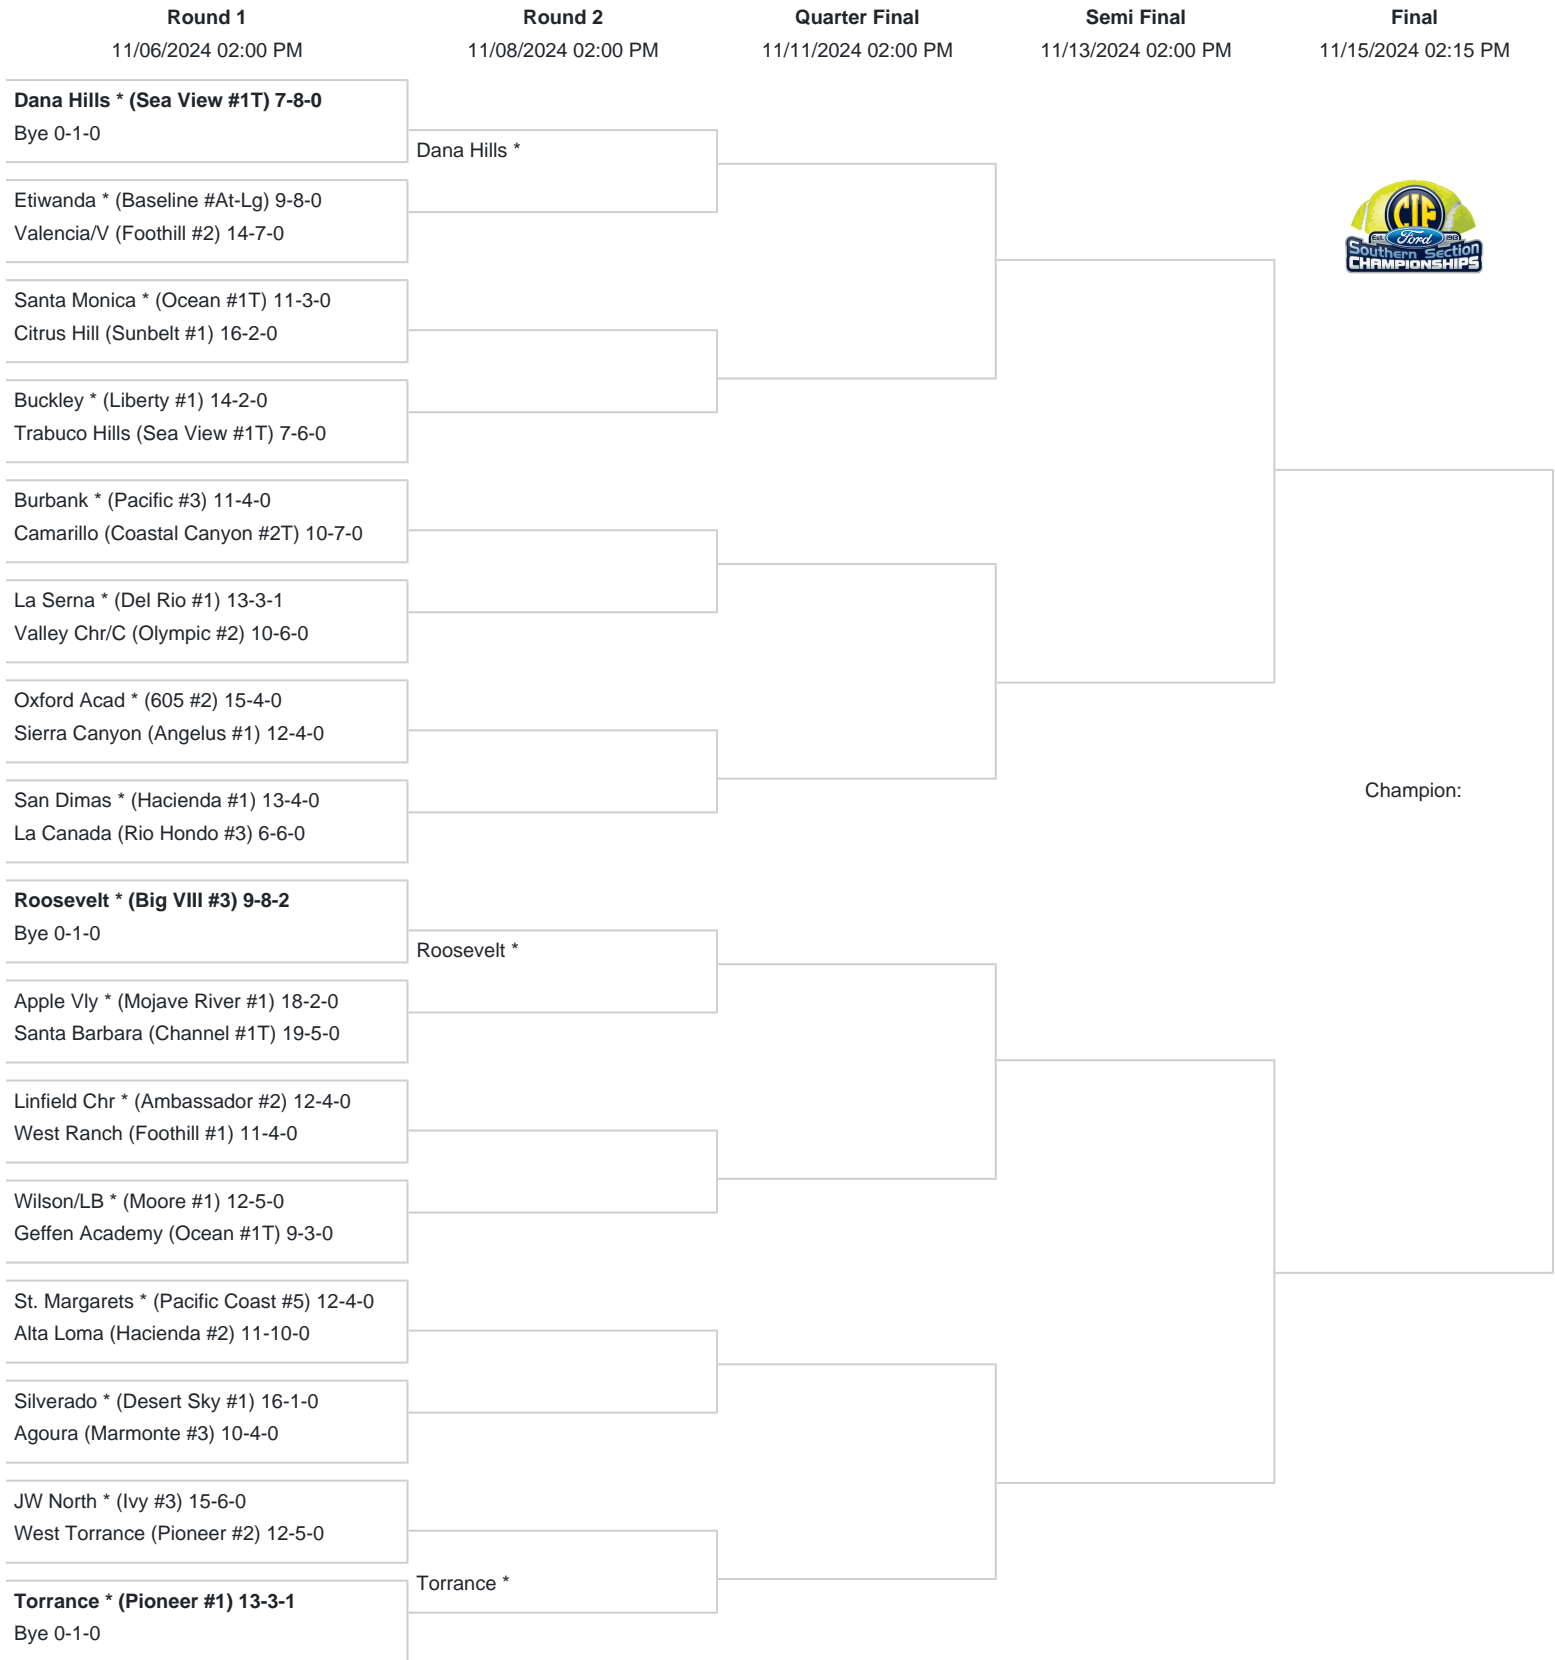 Round 1
11/06/2024 02:00 PM
Round 2
11/08/2024 02:00 PM
Quarter Final
11/11/2024 02:00 PM
Semi Final
11/13/2024 02:00 PM
Final
11/15/2024 02:15 PM
Dana Hills * (Sea View #1T) 7-8-0
Bye 0-1-0
Etiwanda * (Baseline #At-Lg) 9-8-0
Valencia/V (Foothill #2) 14-7-0
Santa Monica * (Ocean #1T) 11-3-0
Citrus Hill (Sunbelt #1) 16-2-0
Buckley * (Liberty #1) 14-2-0
Trabuco Hills (Sea View #1T) 7-6-0
Burbank * (Pacific #3) 11-4-0
Camarillo (Coastal Canyon #2T) 10-7-0
La Serna * (Del Rio #1) 13-3-1
Valley Chr/C (Olympic #2) 10-6-0
Oxford Acad * (605 #2) 15-4-0
Sierra Canyon (Angelus #1) 12-4-0
San Dimas * (Hacienda #1) 13-4-0
La Canada (Rio Hondo #3) 6-6-0
Roosevelt * (Big VIII #3) 9-8-2
Bye 0-1-0
Apple Vly * (Mojave River #1) 18-2-0
Santa Barbara (Channel #1T) 19-5-0
Linfield Chr * (Ambassador #2) 12-4-0
West Ranch (Foothill #1) 11-4-0
Wilson/LB * (Moore #1) 12-5-0
Geffen Academy (Ocean #1T) 9-3-0
St. Margarets * (Pacific Coast #5) 12-4-0
Alta Loma (Hacienda #2) 11-10-0
Silverado * (Desert Sky #1) 16-1-0
Agoura (Marmonte #3) 10-4-0
JW North * (Ivy #3) 15-6-0
West Torrance (Pioneer #2) 12-5-0
Torrance * (Pioneer #1) 13-3-1
Bye 0-1-0
Dana Hills *
Roosevelt *
Torrance *
CIF
Est. Ford 1913
Southern Section
CHAMPIONSHIPS
Champion: